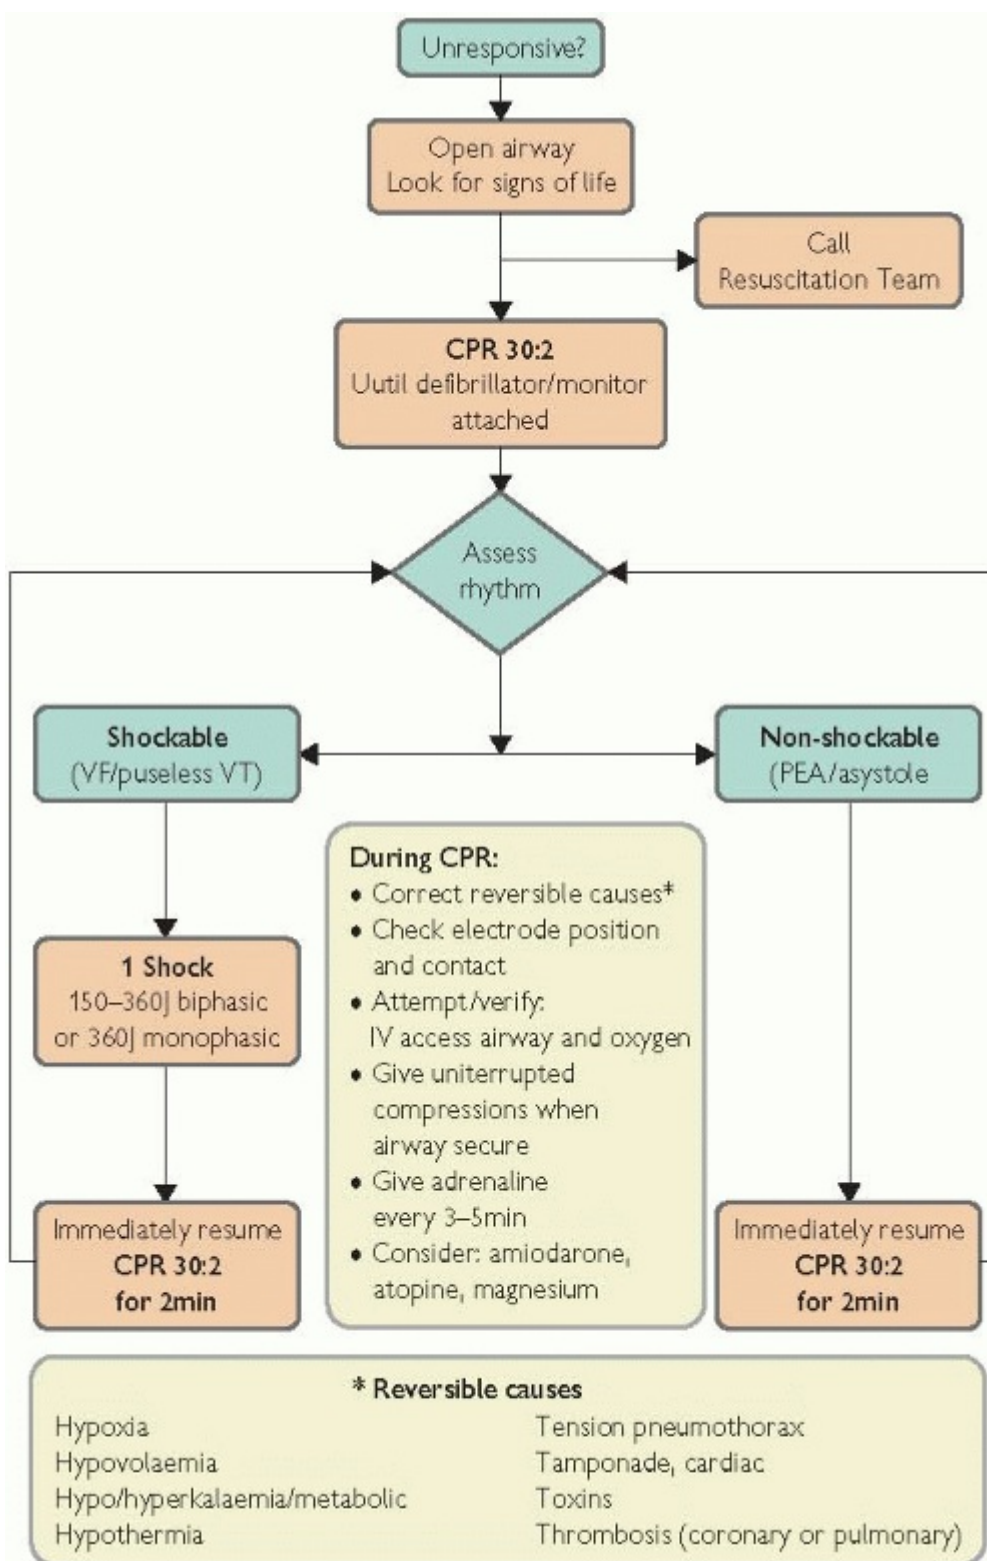 Unresponsive?
Open airway
Look for signs of life
Call
Resuscitation Team
CPR 30:2
Uutil defibrillator/monitor
attached
Assess
rhythm
Shockable
(VF/puseless VT)
Non-shockable
(PEA/asystole
1 Shock
150–360J biphasic
or 360J monophasic
Immediately resume
CPR 30:2
for 2min
During CPR:
• Correct reversible causes*
• Check electrode position
and contact
• Attempt/verify:
IV access airway and oxygen
• Give uniterrupted
compressions when
airway secure
• Give adrenaline
every 3–5min
• Consider: amiodarone,
atopine, magnesium
Immediately resume
CPR 30:2
for 2min
* Reversible causes
Hypoxia
Hypovolaemia
Hypo/hyperkalaemia/metabolic
Hypothermia
Tension pneumothorax
Tamponade, cardiac
Toxins
Thrombosis (coronary or pulmonary)